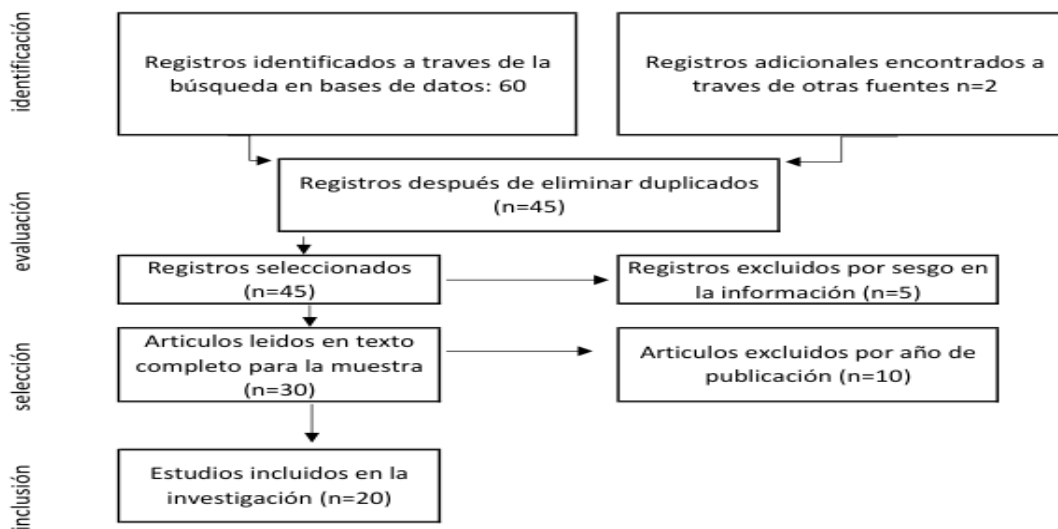 identificación
Registros identificados a traves de la
búsqueda en bases de datos: 60
Registros adicionales encontrados a
traves de otras fuentes n=2
Registros después de eliminar duplicados
(n=45)
evaluación
Registros seleccionados
(n=45)
Registros excluidos por sesgo en
la información (n=5)
selección
Articulos leidos en texto
completo para la muestra
(n=30)
Articulos excluidos por año de
publicación (n=10)
inclusión
Estudios incluidos en la
investigación (n=20)